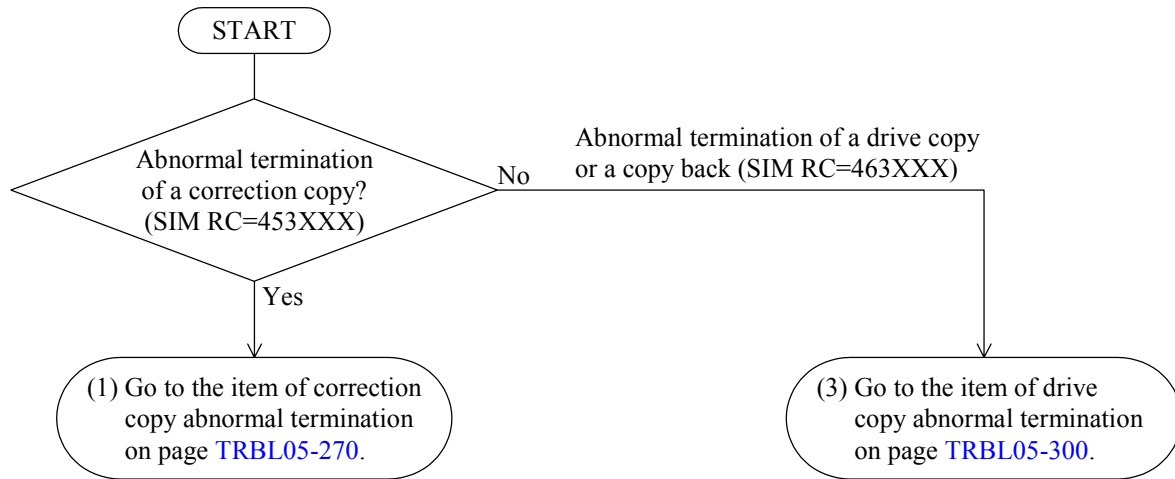 START
Abnormal termination
of a correction copy?
(SIM RC=453XXX)
No
Abnormal termination of a drive copy
or a copy back (SIM RC=463XXX)
Yes
(1) Go to the item of correction
copy abnormal termination
on page TRBL05-270.
(3) Go to the item of drive
copy abnormal termination
on page TRBL05-300.